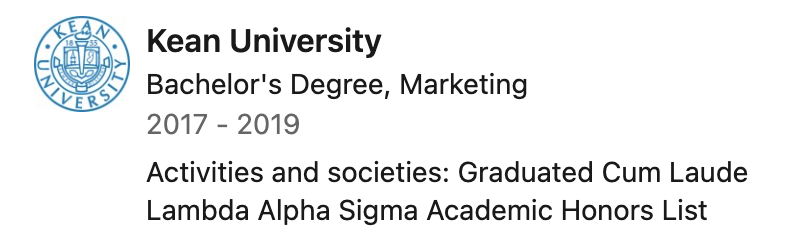 KEAN UNIVERSITY
1855
Kean University
Bachelor's Degree, Marketing
2017 - 2019
Activities and societies: Graduated Cum Laude
Lambda Alpha Sigma Academic Honors List